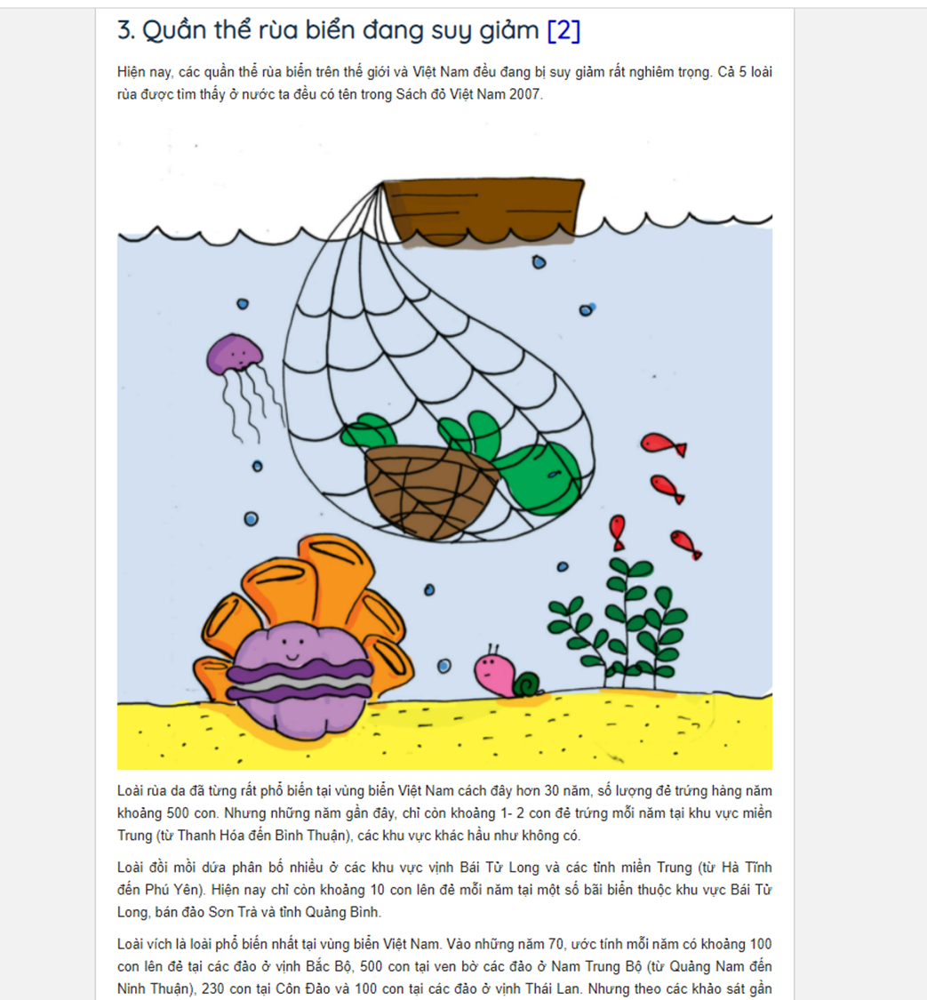 3. Quần thể rùa biển đang suy giảm [2]
Hiện nay, các quần thể rùa biển trên thế giới và Việt Nam đều đang bị suy giảm rất nghiêm trọng. Cả 5 loài
rùa được tìm thấy ở nước ta đều có tên trong Sách đỏ Việt Nam 2007.
Loài rùa da đã từng rất phổ biến tại vùng biển Việt Nam cách đây hơn 30 năm, số lượng đẻ trứng hàng năm
khoảng 500 con. Nhưng những năm gần đây, chỉ còn khoảng 1- 2 con đẻ trứng mỗi năm tại khu vực miền
Trung (từ Thanh Hóa đến Bình Thuận), các khu vực khác hầu như không có.
Loài đồi mồi dứa phân bố nhiều ở các khu vực vịnh Bái Tử Long và các tỉnh miền Trung (từ Hà Tĩnh
đến Phú Yên). Hiện nay chỉ còn khoảng 10 con lên đẻ mỗi năm tại một số bãi biển thuộc khu vực Bái Tử
Long, bán đảo Sơn Trà và tỉnh Quảng Bình.
Loài vích là loài phổ biến nhất tại vùng biển Việt Nam. Vào những năm 70, ước tính mỗi năm có khoảng 100
con lên đẻ tại các đảo ở vịnh Bắc Bộ, 500 con tại ven bờ các đảo ở Nam Trung Bộ (từ Quảng Nam đến
Ninh Thuận), 230 con tại Côn Đảo và 100 con tại các đảo ở vịnh Thái Lan. Nhưng theo các khảo sát gần